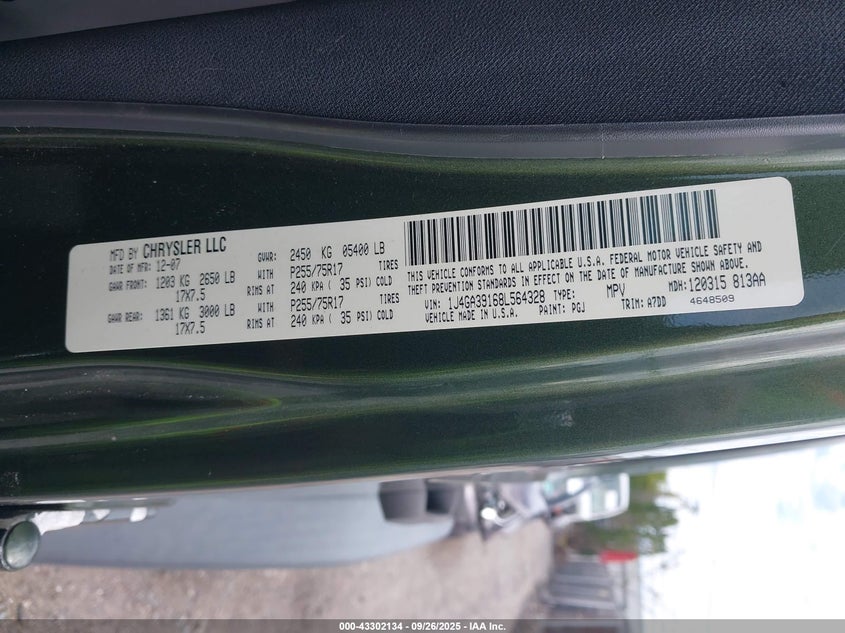 MFD BY CHRYSLER LLC
DATE OF MFR 12-07 GVWR: 2450 KG 05400 LB
GAWR FRONT: 1203 KG 2650 LB WITH P255/75R17 TIRES
17X7.5 RIMS AT 240 KPA ( 35 PSI) COLD
GAWR REAR: 1361 KG 3000 LB WITH P255/75R17 TIRES
17X7.5 RIMS AT 240 KPA ( 35 PSI) COLD
THIS VEHICLE CONFORMS TO ALL APPLICABLE U.S.A. FEDERAL MOTOR VEHICLE SAFETY AND
THEFT PREVENTION STANDARDS IN EFFECT ON THE DATE OF MANUFACTURE SHOWN ABOVE.
VIN: 1J4GA39168L564328 TYPE: MPV MDH:120315 813AA
VEHICLE MADE IN U.S.A. PAINT: PGJ TRIM: A7DD 4648509
000-43302134 - 09/26/2025 - IAA Inc.